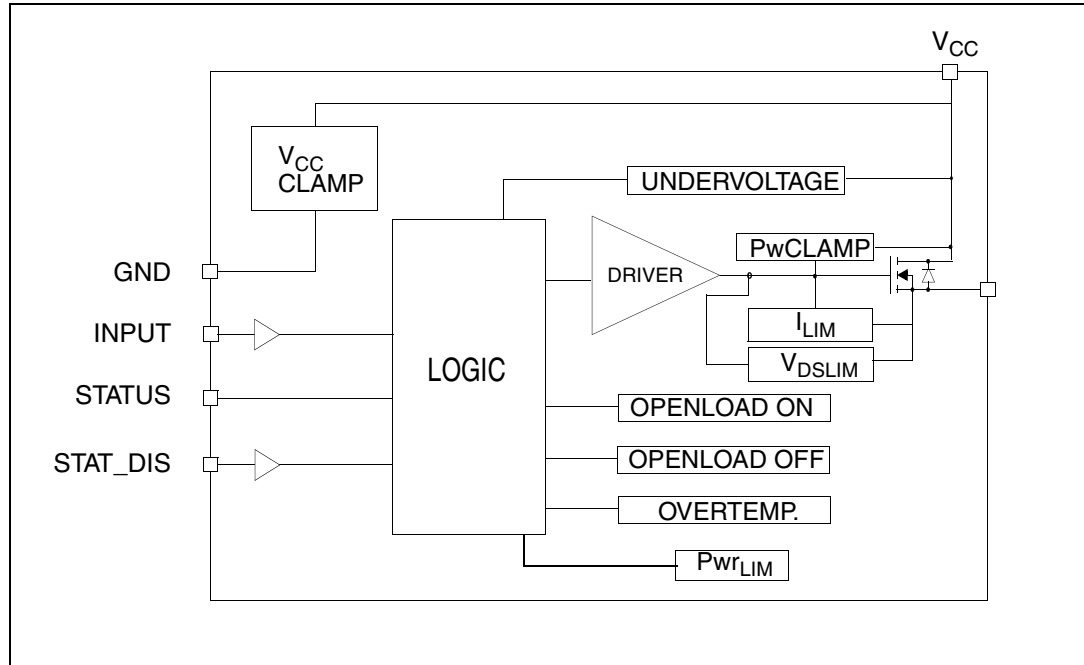 VCC
VCC
CLAMP
UNDERVOLTAGE
PwCLAMP
GND
DRIVER
INPUT
ILIM
LOGIC
VDSLIM
STATUS
OPENLOAD ON
STAT_DIS
OPENLOAD OFF
OVERTEMP.
PwrLIM